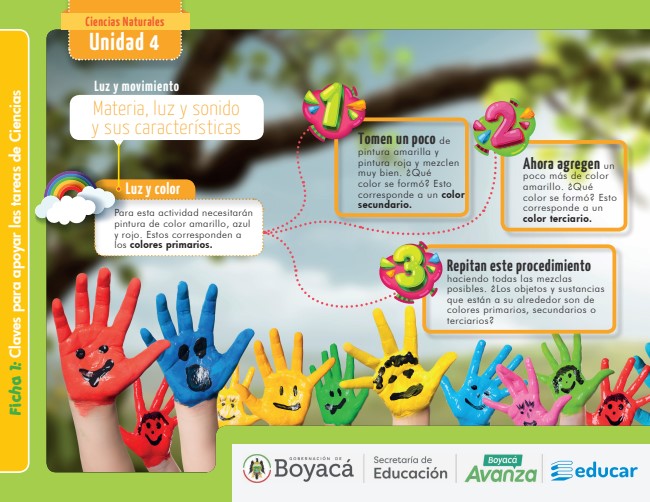 Ciencias Naturales
Unidad 4
Luz y movimiento
Materia, luz y sonido
y sus características
Luz y color
Para esta actividad necesitarán
pintura de color amarillo, azul
y rojo. Estos corresponden a
los colores primarios.
1
Tomen un poco de
pintura amarilla y
pintura roja y mezclen
muy bien. ¿Qué
color se formó? Esto
corresponde a un color
secundario.
2
Ahora agregen un
poco más de color
amarillo. ¿Qué
color se formó? Esto
corresponde a un
color terciario.
3
Repitan este procedimiento
haciendo todas las mezclas
posibles. ¿Los objetos y sustancias
que están a su alrededor son de
colores primarios, secundarios o
terciarios?
Ficha 1: Claves para apoyar las tareas de Ciencias
GOBERNACIÓN DE
Boyacá
Secretaría de
Educación
Boyacá
Avanza
educar